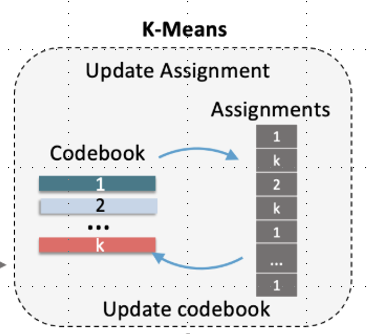 K-Means
Update Assignment
Assignments
Codebook
1
2
...
k
1
k
2
k
1
...
1
Update codebook